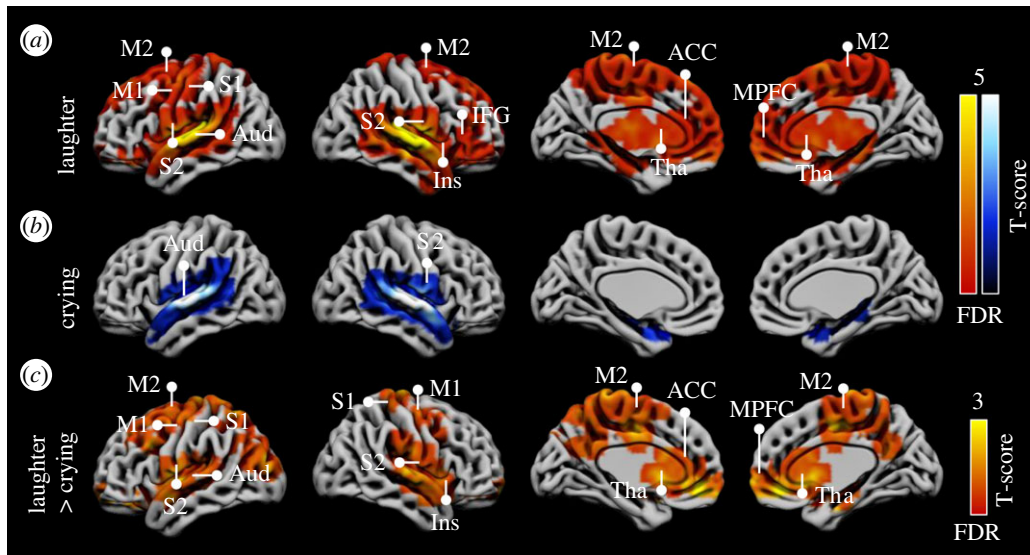 (a)
laughter
M2
M1
S1
S2
Aud
M2
S2
IFG
Ins
M2
ACC
Tha
M2
MPFC
Tha
5
T-score
FDR
(b)
crying
Aud
S2
(c)
laughter
> crying
M2
M1
S1
S2
Aud
S1
M1
S2
Ins
M2
ACC
Tha
M2
MPFC
Tha
3
T-score
FDR